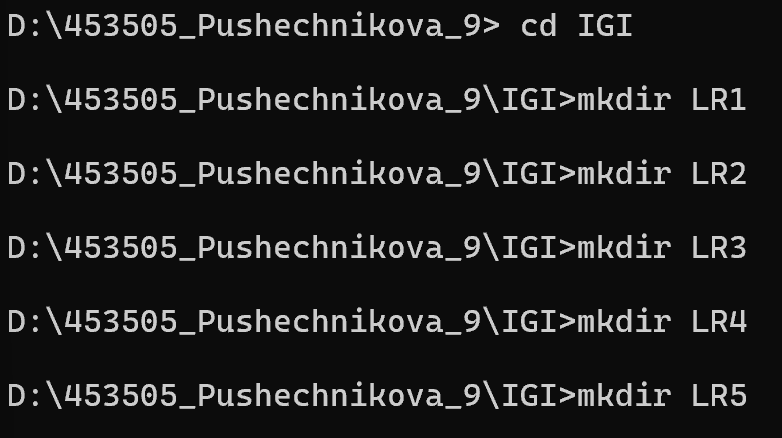 D:\453505_Pushechnikova_9> cd IGI
D:\453505_Pushechnikova_9\IGI>mkdir LR1
D:\453505_Pushechnikova_9\IGI>mkdir LR2
D:\453505_Pushechnikova_9\IGI>mkdir LR3
D:\453505_Pushechnikova_9\IGI>mkdir LR4
D:\453505_Pushechnikova_9\IGI>mkdir LR5